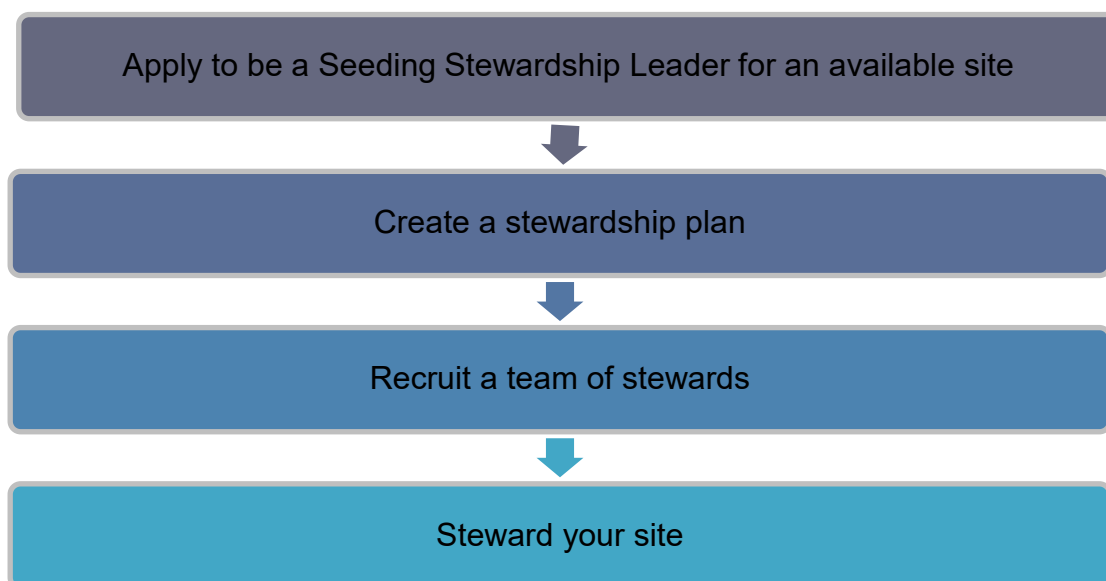 Apply to be a Seeding Stewardship Leader for an available site
Create a stewardship plan
Recruit a team of stewards
Steward your site